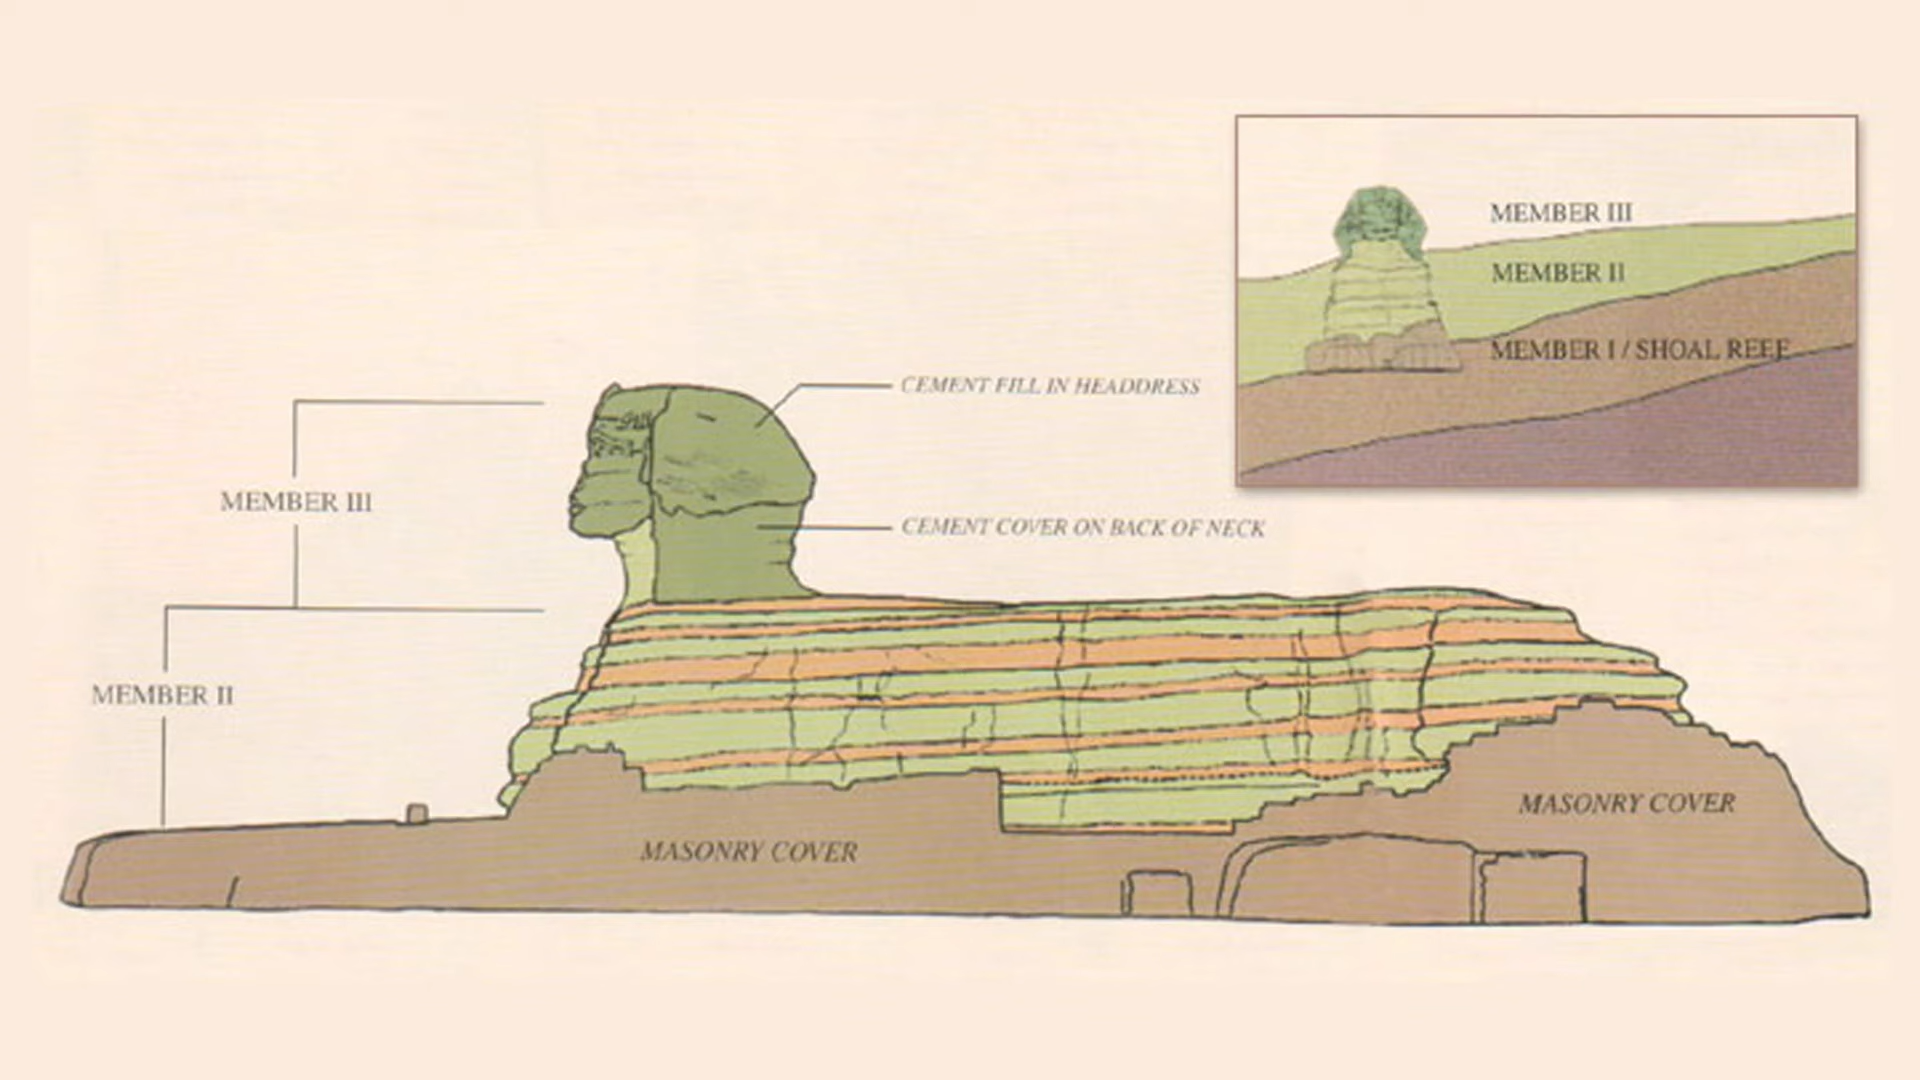 MEMBER III
MEMBER II
MEMBER I / SHOAL REEF
CEMENT FILL IN HEADDRESS
MEMBER III
CEMENT COVER ON BACK OF NECK
MEMBER II
MASONRY COVER
MASONRY COVER